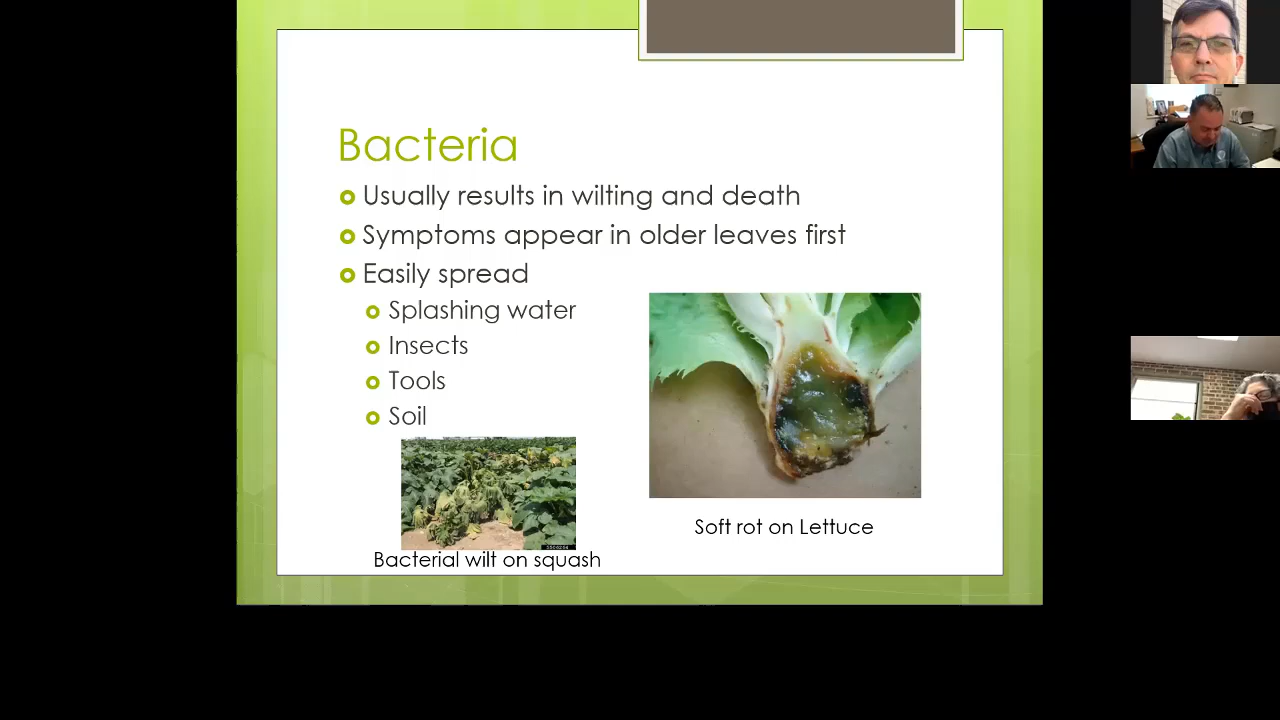 Bacteria
Usually results in wilting and death
Symptoms appear in older leaves first
Easily spread
Splashing water
Insects
Tools
Soil
Soft rot on Lettuce
Bacterial wilt on squash